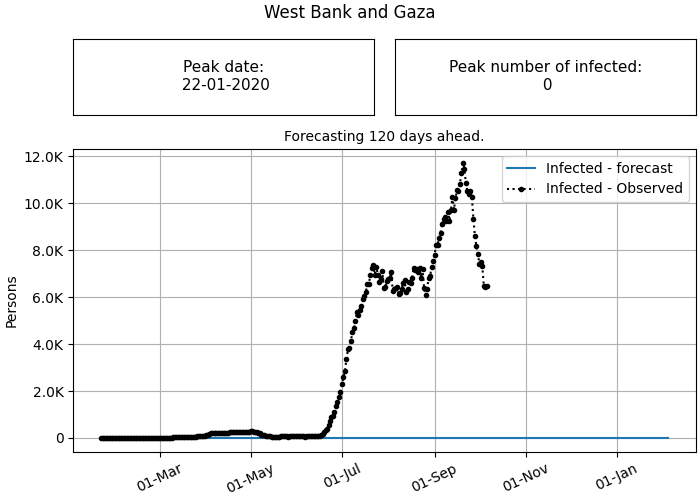 West Bank and Gaza
Peak date:
22-01-2020
Peak number of infected:
0
Forecasting 120 days ahead.
12.0K
10.0K
8.0K
6.0K
4.0K
2.0K
0
Persons
Infected - forecast
Infected - Observed
01-Mar
01-May
01-Jul
01-Sep
01-Nov
01-Jan